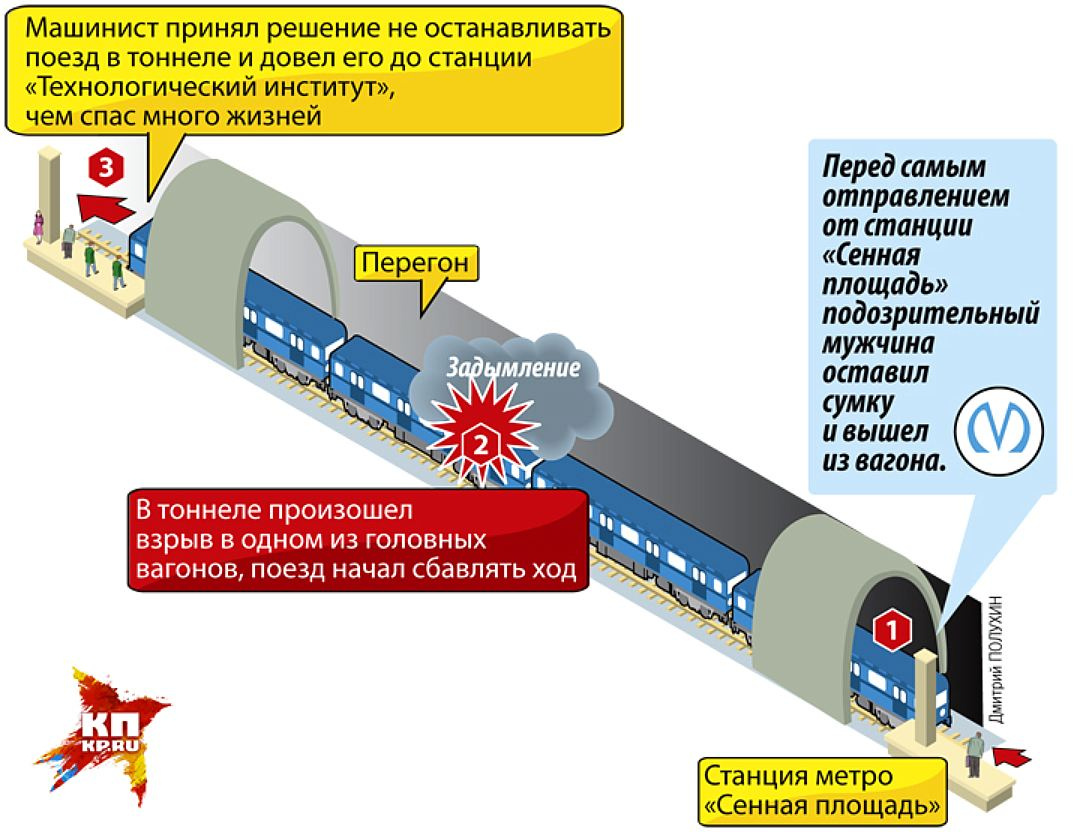 Машинист принял решение не останавливать
поезд в тоннеле и довел его до станции
«Технологический институт»,
чем спас много жизней
3
Перегон
Задымление
2
В тоннеле произошел
взрыв в одном из головных
вагонов, поезд начал сбавлять ход
Перед самым
отправлением
от станции
«Сенная
площадь»
подозрительный
мужчина
оставил
сумку
и вышел
из вагона.
М
1
Дмитрий ПОЛУХИН
Станция метро
«Сенная площадь»
КП
KP.RU